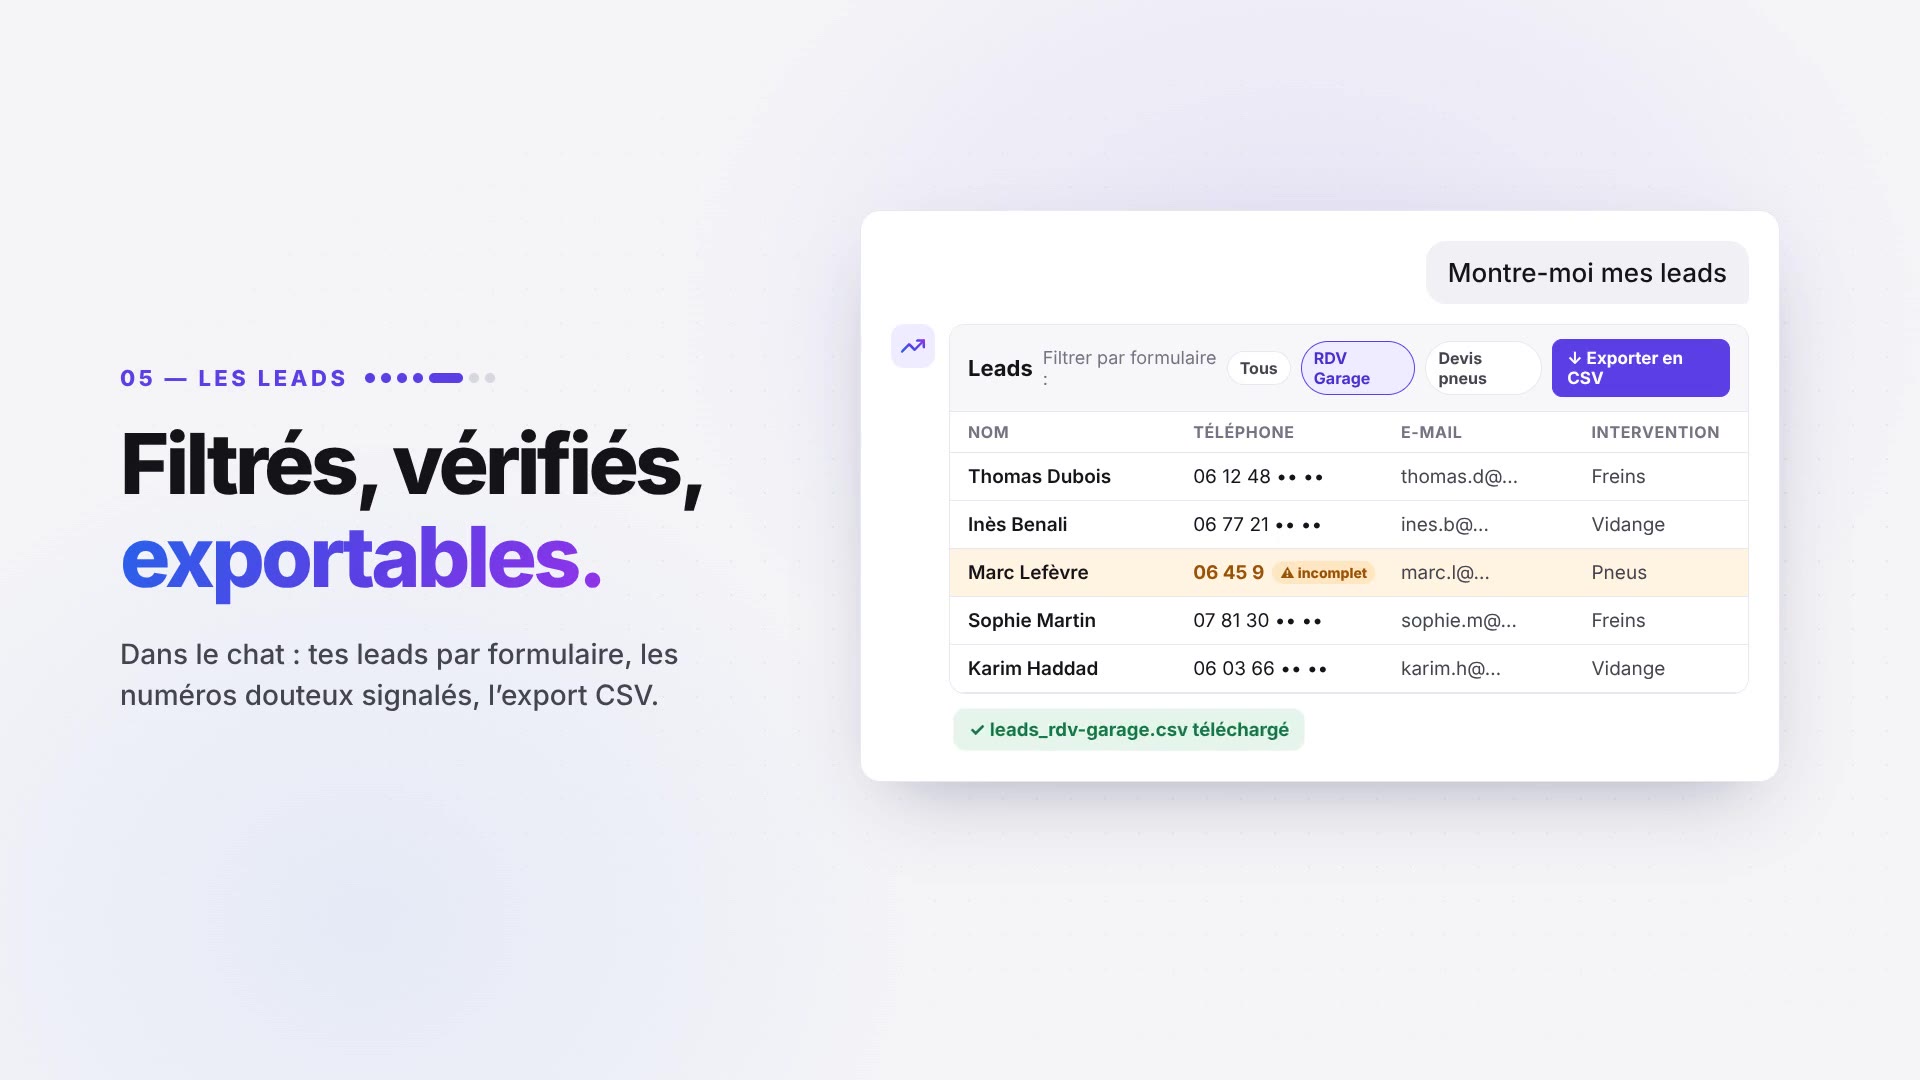 05 — LES LEADS
Filtrés, vérifiés,
exportables.
Dans le chat : tes leads par formulaire, les
numéros douteux signalés, l’export CSV.
Montre-moi mes leads
Leads Filtrer par formulaire : Tous RDV Garage Devis pneus ↓ Exporter en CSV
NOM TÉLÉPHONE E-MAIL INTERVENTION
Thomas Dubois 06 12 48 •• •• thomas.d@... Freins
Inès Benali 06 77 21 •• •• ines.b@... Vidange
Marc Lefèvre 06 45 9 ⚠ incomplet marc.l@... Pneus
Sophie Martin 07 81 30 •• •• sophie.m@... Freins
Karim Haddad 06 03 66 •• •• karim.h@... Vidange
✓ leads_rdv-garage.csv téléchargé